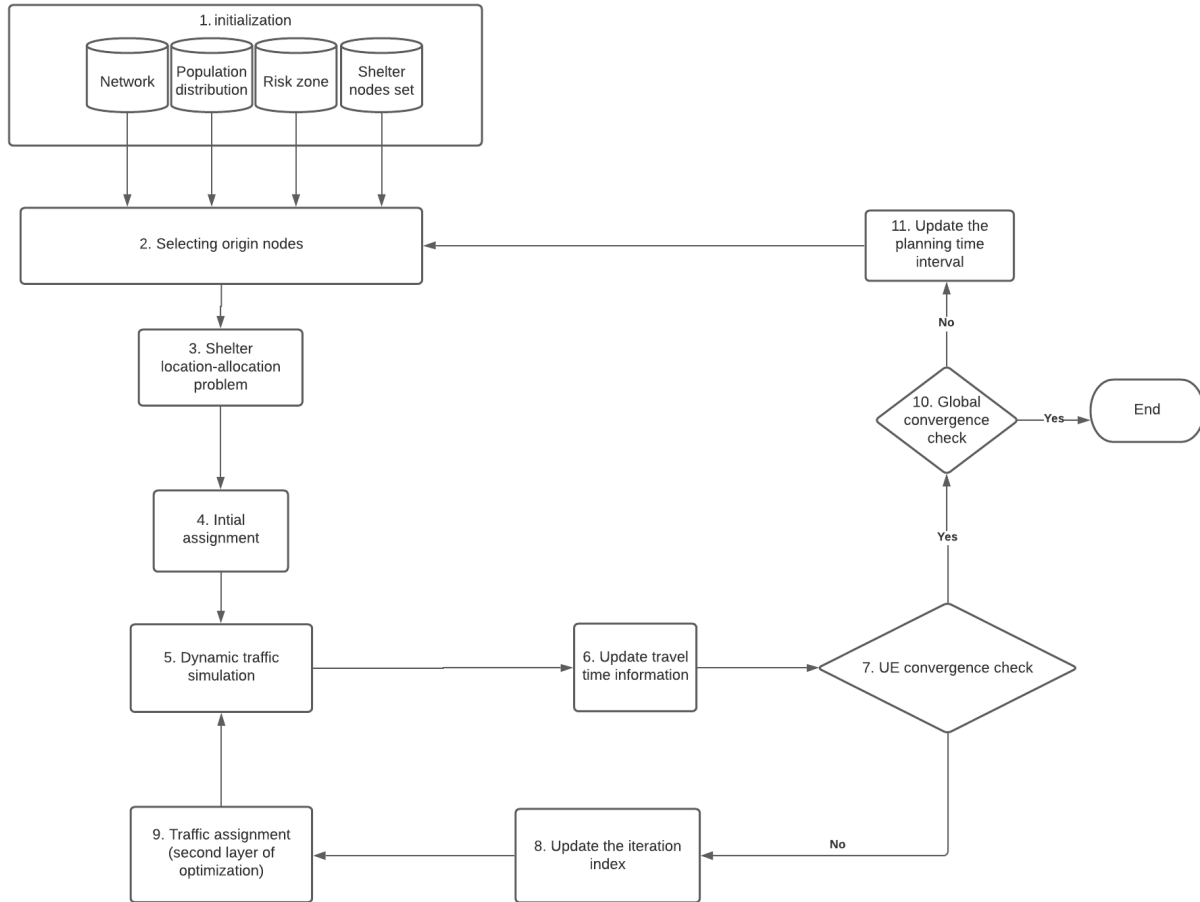 1. initialization
Network
Population
distribution
Risk zone
Shelter
nodes set
2. Selecting origin nodes
11. Update the
planning time
interval
No
3. Shelter
location-allocation
problem
10. Global
convergence
check
Yes
End
4. Intial
assignment
Yes
5. Dynamic traffic
simulation
6. Update travel
time information
7. UE convergence check
No
8. Update the iteration
index
9. Traffic assignment
(second layer of
optimization)